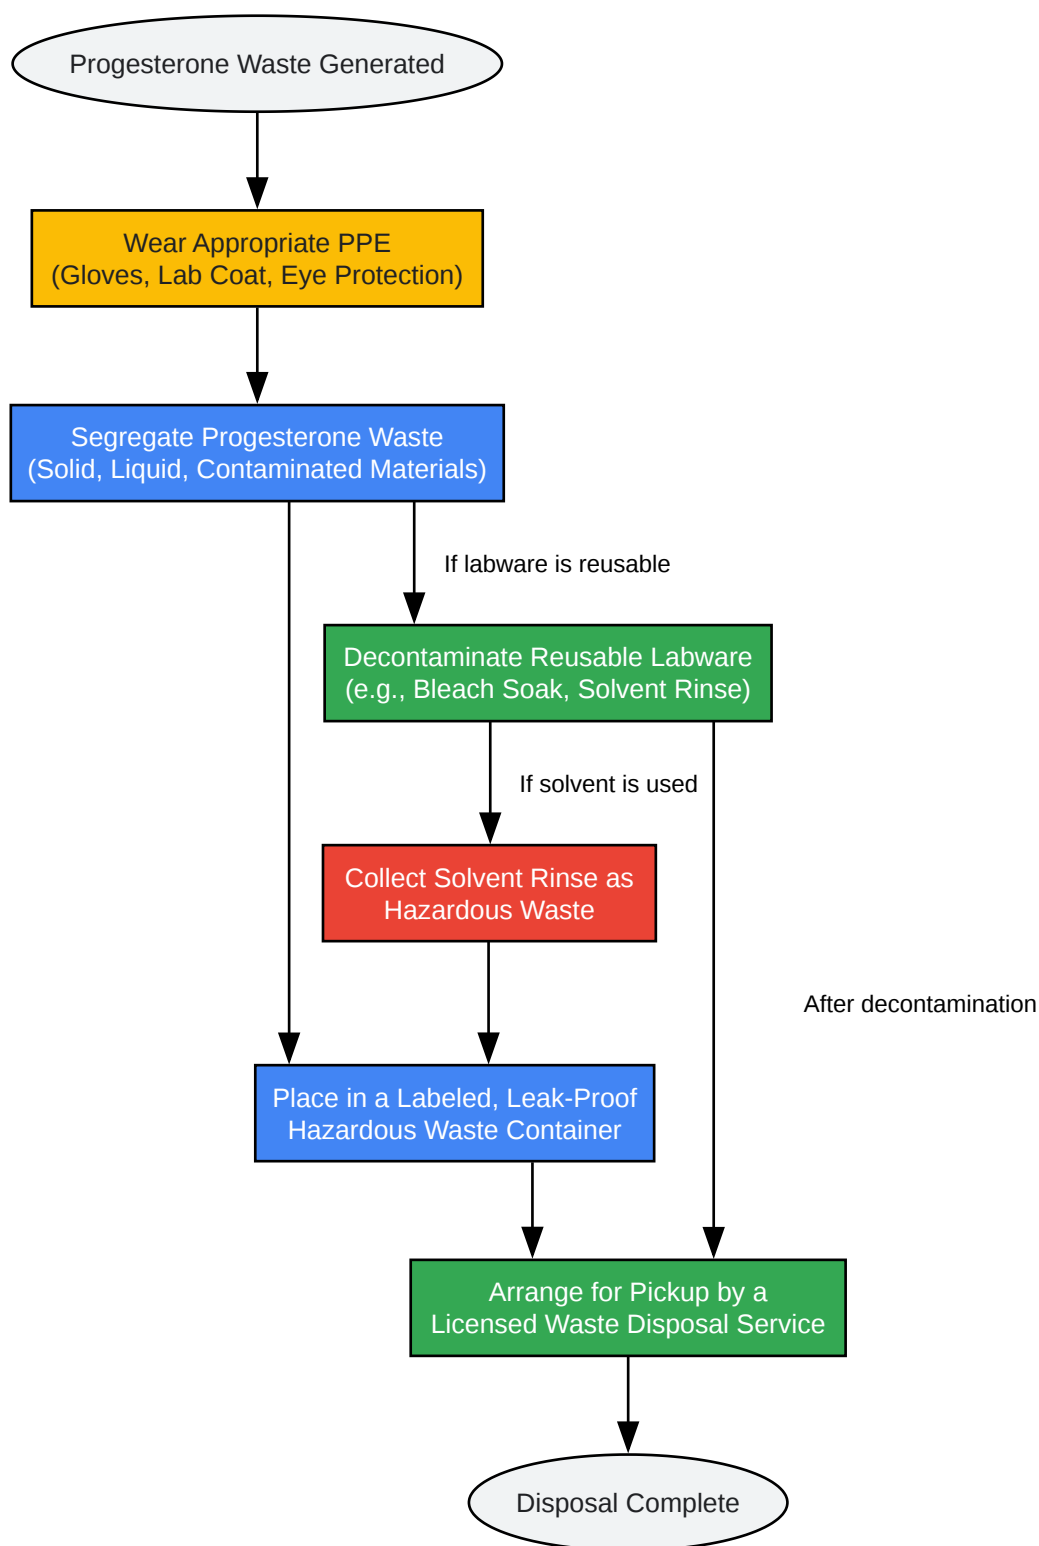 Progesterone Waste Generated
Wear Appropriate PPE
(Gloves, Lab Coat, Eye Protection)
Segregate Progesterone Waste
(Solid, Liquid, Contaminated Materials)
If labware is reusable
Decontaminate Reusable Labware
(e.g., Bleach Soak, Solvent Rinse)
If solvent is used
Collect Solvent Rinse as
Hazardous Waste
After decontamination
Place in a Labeled, Leak-Proof
Hazardous Waste Container
Arrange for Pickup by a
Licensed Waste Disposal Service
Disposal Complete